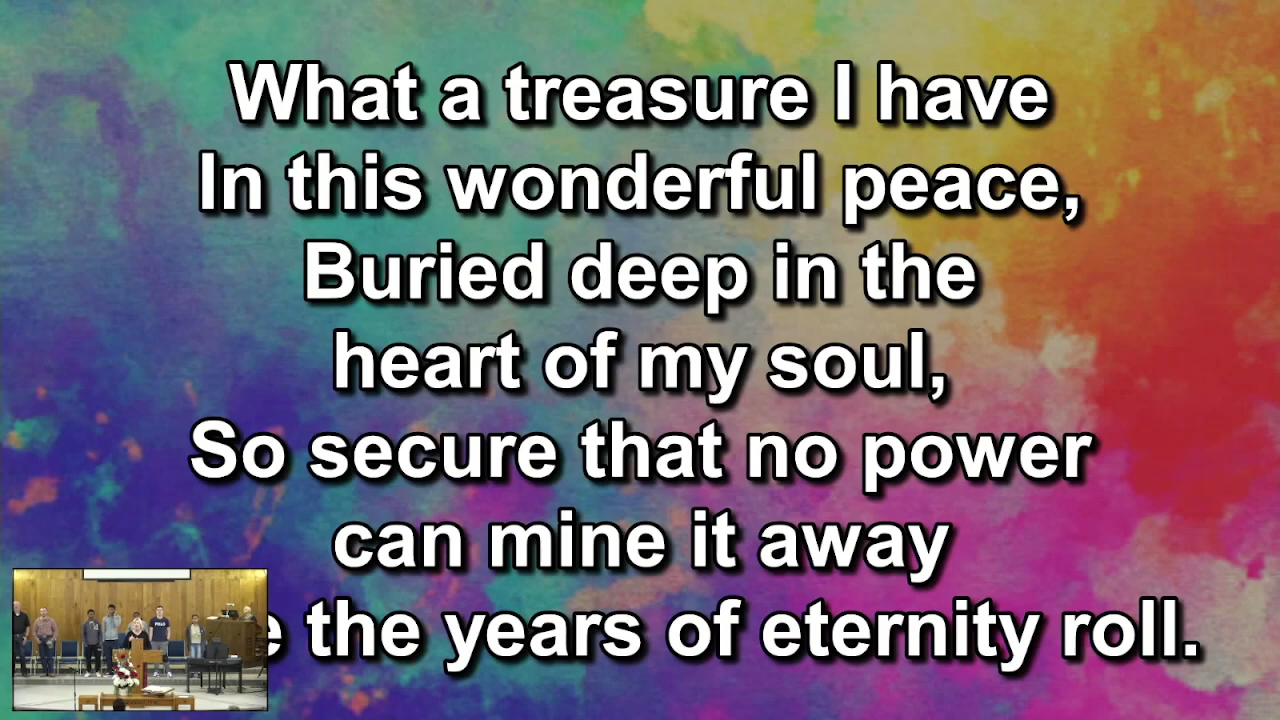 What a treasure I have
In this wonderful peace,
Buried deep in the
heart of my soul,
So secure that no power
can mine it away
the years of eternity roll.